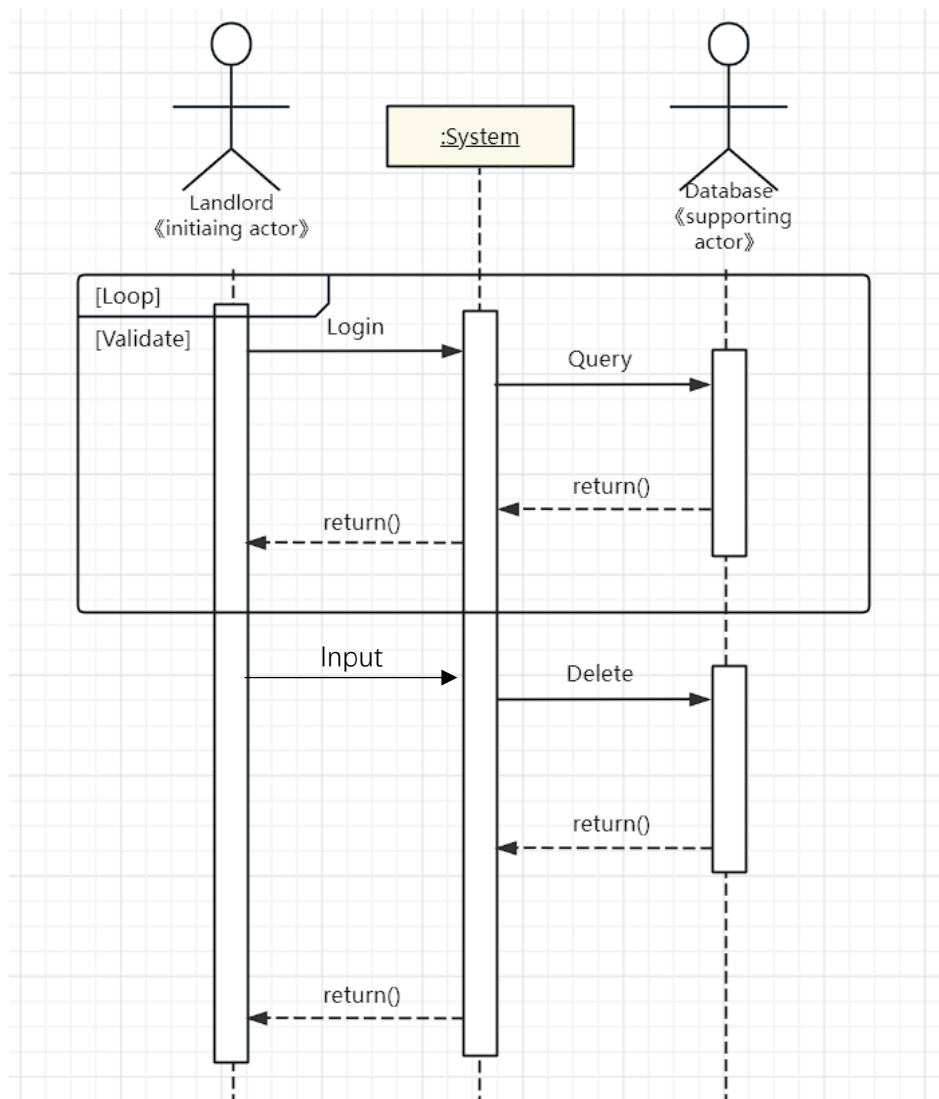 :System
Landlord
《initiaing actor》
Database
《supporting
actor》
[Loop]
[Validate]
Login
Query
return()
return()
Input
Delete
return()
return()